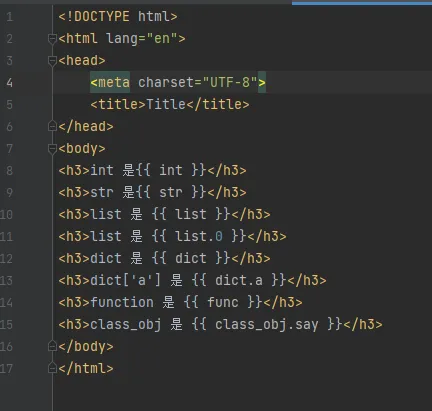 1 <!DOCTYPE html>
2 <html lang="en">
3 <head>
4     <meta charset="UTF-8">
5     <title>Title</title>
6 </head>
7 <body>
8 <h3>int 是{{ int }}</h3>
9 <h3>str 是{{ str }}</h3>
10 <h3>list 是 {{ list }}</h3>
11 <h3>list 是 {{ list.0 }}</h3>
12 <h3>dict 是 {{ dict }}</h3>
13 <h3>dict['a'] 是 {{ dict.a }}</h3>
14 <h3>function 是 {{ func }}</h3>
15 <h3>class_obj 是 {{ class_obj.say }}</h3>
16 </body>
17 </html>